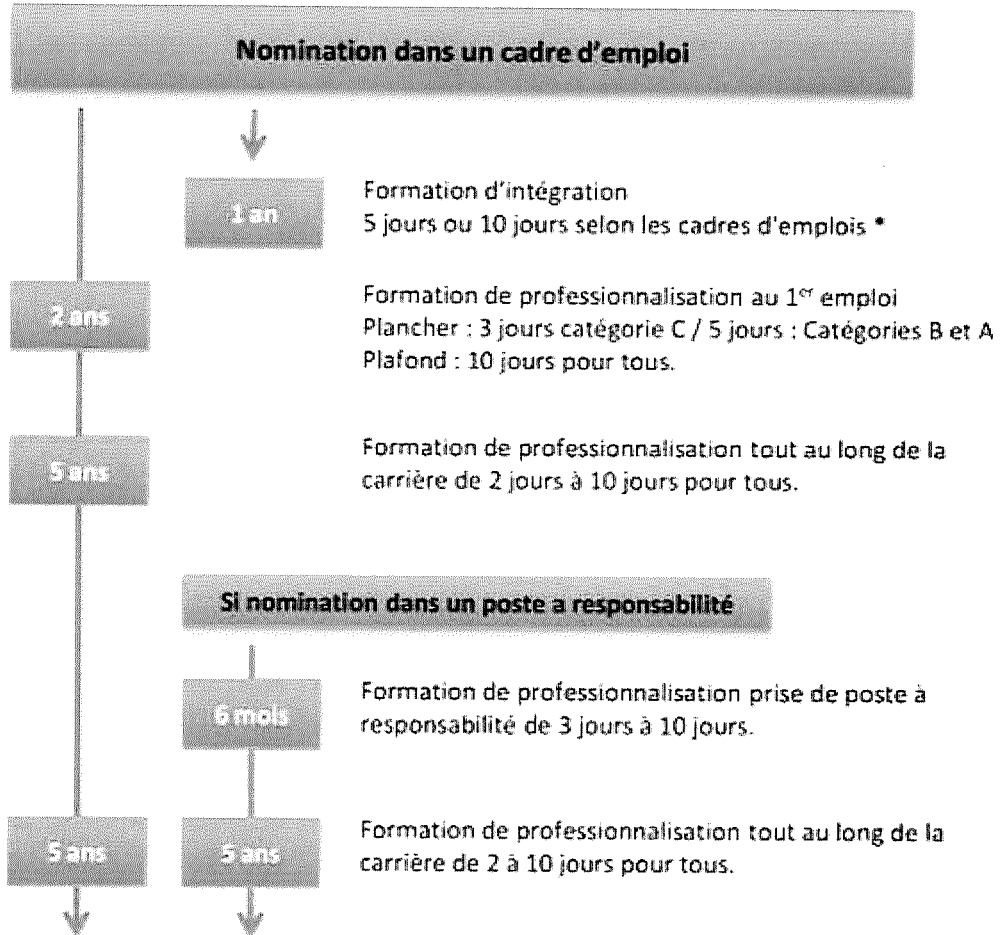 Nomination dans un cadre d'emploi
1 an
Formation d'intégration
5 jours ou 10 jours selon les cadres d'emplois *
2 ans
Formation de professionnalisation au 1er emploi
Plancher : 3 jours catégorie C / 5 jours : Catégories B et A
Plafond : 10 jours pour tous.
5 ans
Formation de professionnalisation tout au long de la
carrière de 2 jours à 10 jours pour tous.
Si nomination dans un poste a responsabilité
6 mois
Formation de professionnalisation prise de poste à
responsabilité de 3 jours à 10 jours.
5 ans
5 ans
Formation de professionnalisation tout au long de la
carrière de 2 à 10 jours pour tous.